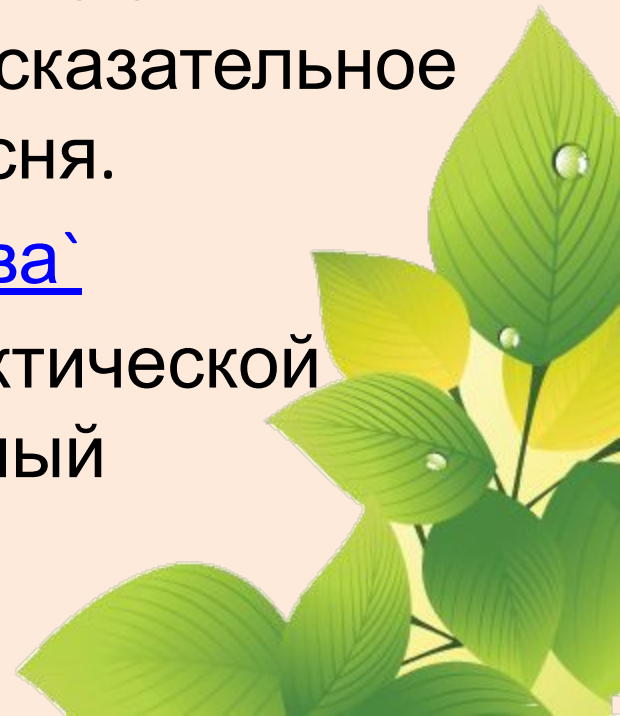 сказательное
сня.
ва`
ктической
ный